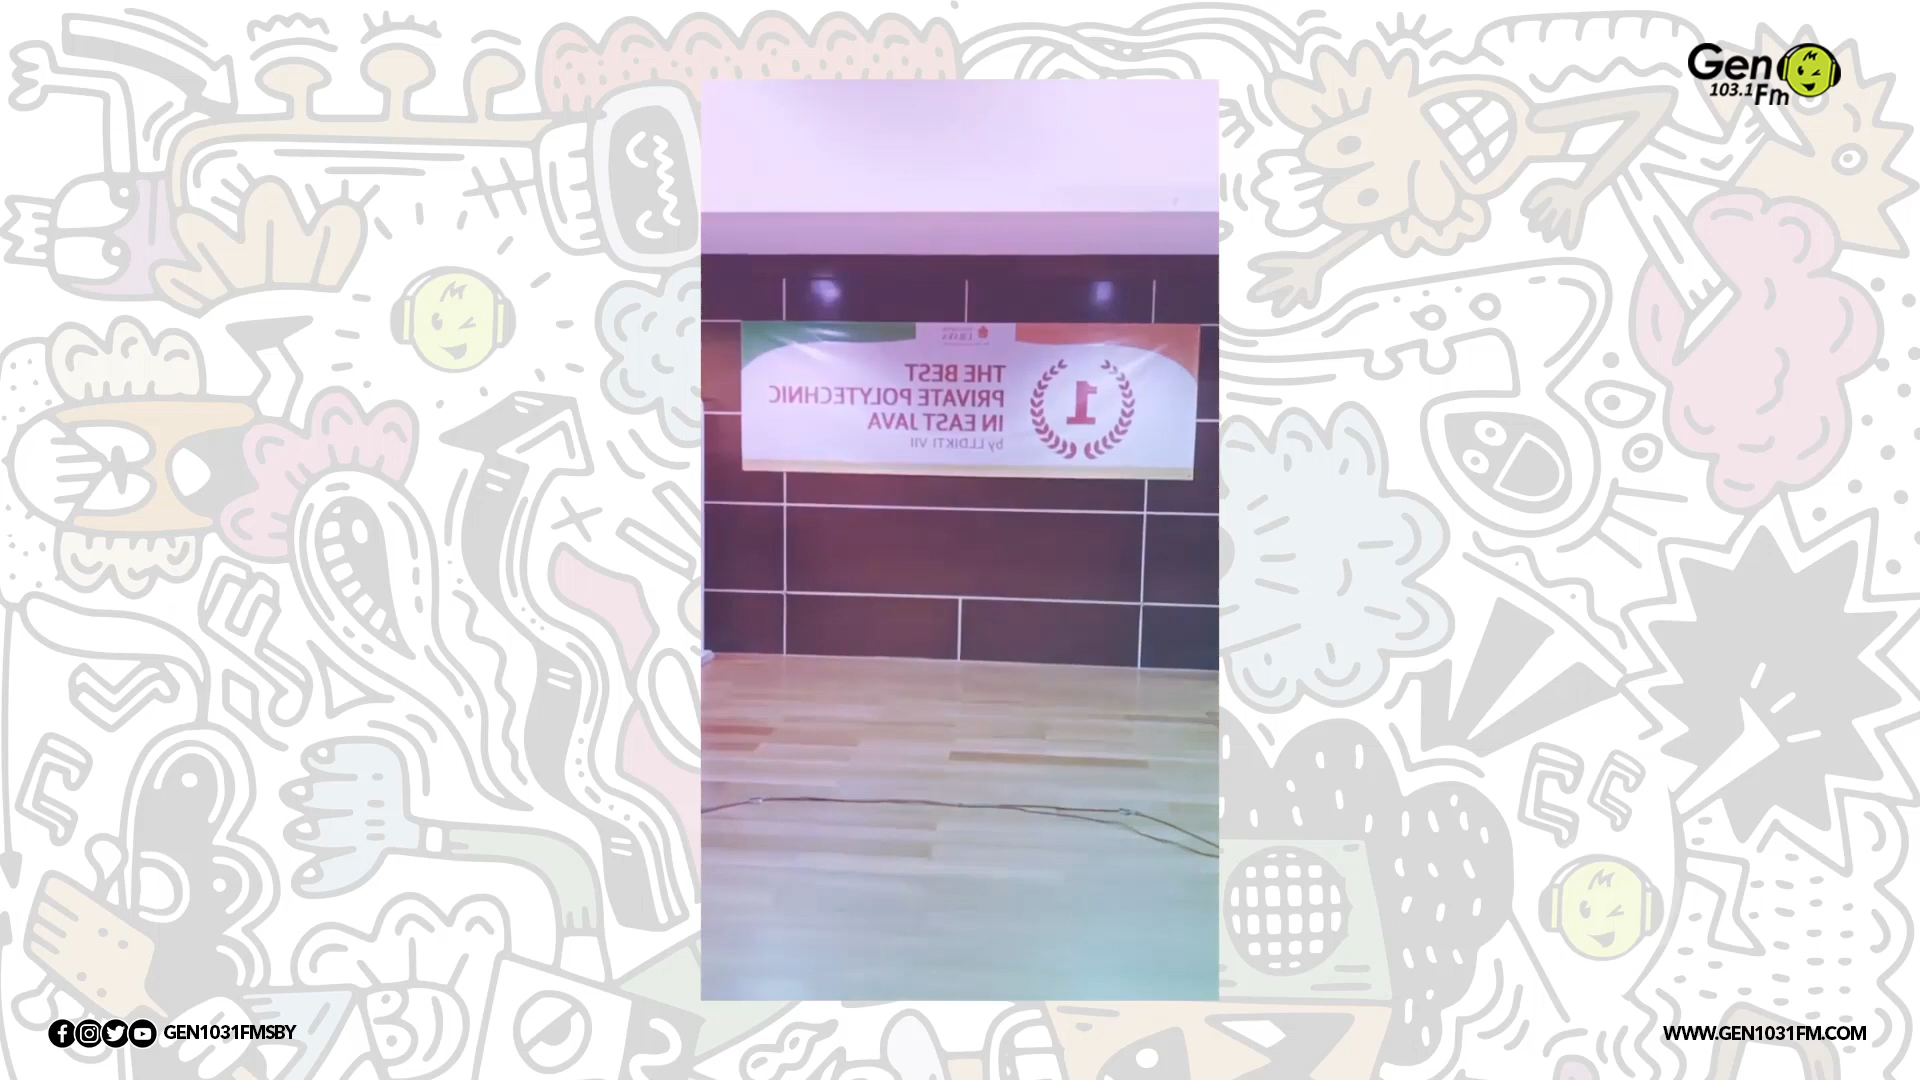 Gen
103.1 Fm
1
THE BEST
PRIVATE POLYTECHNIC
IN EAST JAVA
by LLDIKTI VII
GEN1031FMSBY
WWW.GEN1031FM.COM